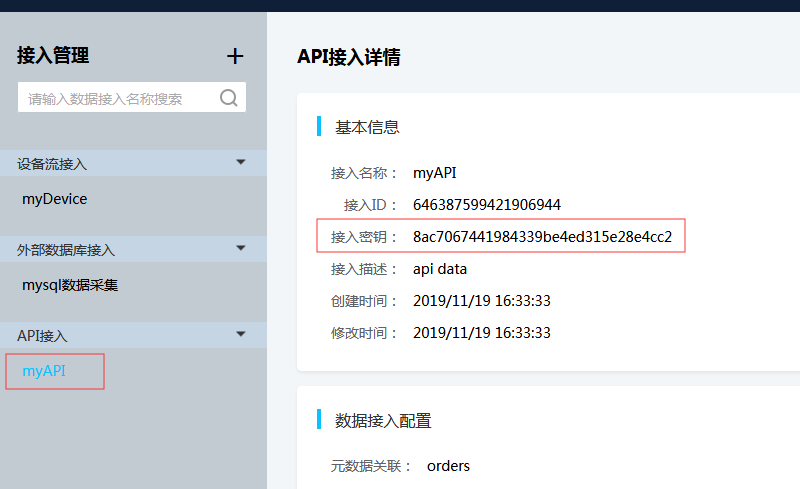 接入管理
请输入数据接入名称搜索
设备流接入
myDevice
外部数据库接入
mysql数据采集
API接入
myAPI
API接入详情
基本信息
接入名称： myAPI
接入ID： 646387599421906944
接入密钥： 8ac7067441984339be4ed315e28e4cc2
接入描述： api data
创建时间： 2019/11/19 16:33:33
修改时间： 2019/11/19 16:33:33
数据接入配置
元数据关联： orders